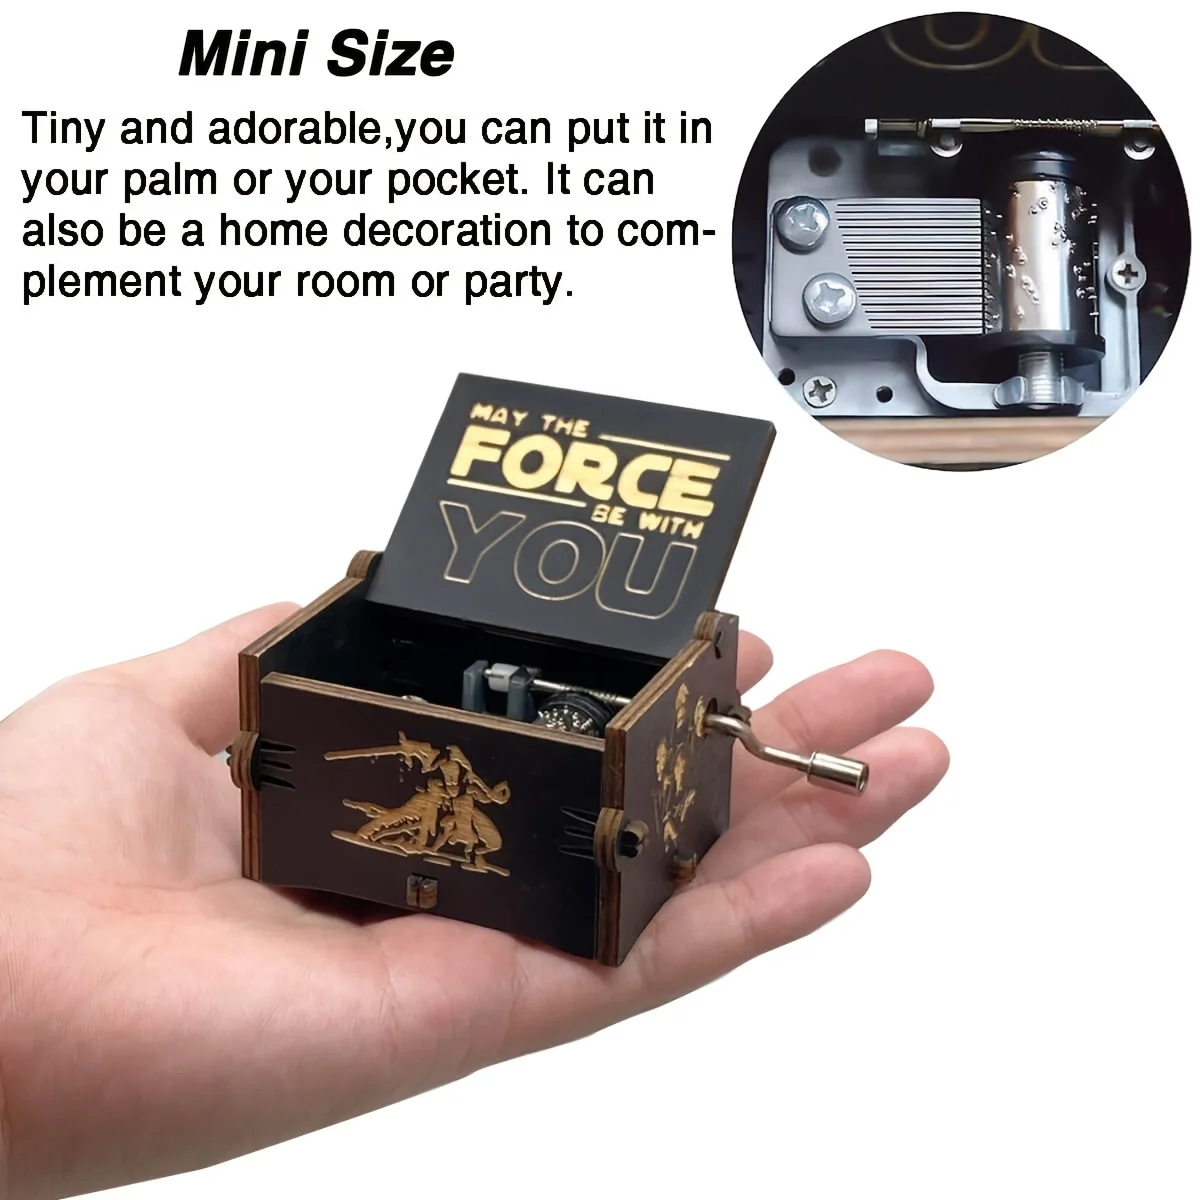 Mini Size
Tiny and adorable,you can put it in
your palm or your pocket. It can
also be a home decoration to com-
plement your room or party.
MAY THE
FORCE
BE WITH
YOU